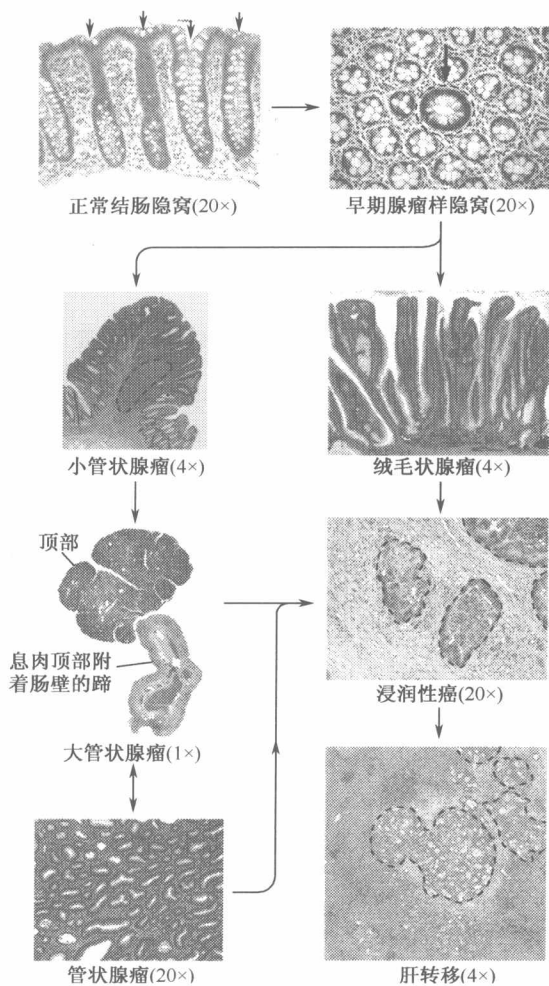 正常结肠隐窝(20×)
早期腺瘤样隐窝(20×)
小管状腺瘤(4×)
绒毛状腺瘤(4×)
顶部
息肉顶部附
着肠壁的蹄
大管状腺瘤(1×)
浸润性癌(20×)
管状腺瘤(20×)
肝转移(4×)